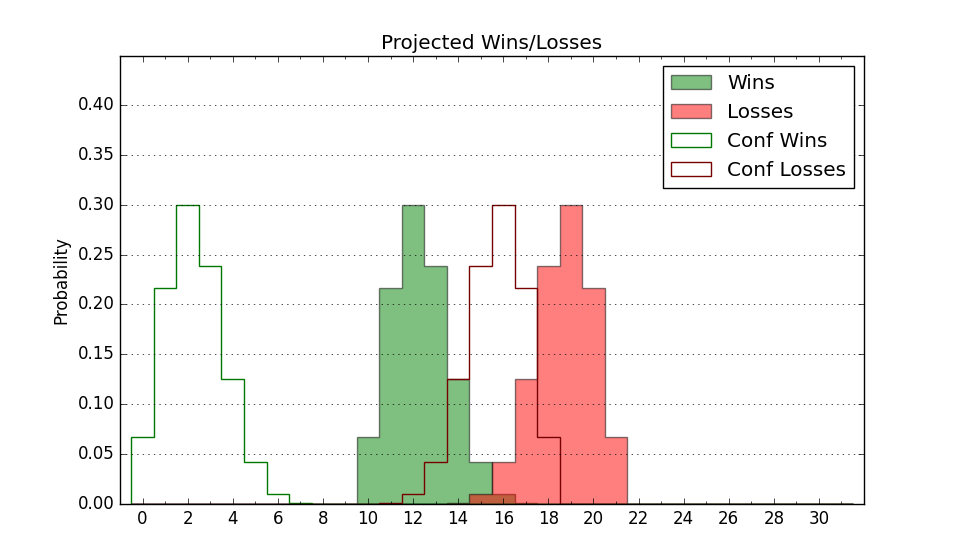 Projected Wins/Losses
Wins
Losses
Conf Wins
Conf Losses
0.40
0.35
0.30
0.25
0.20
0.15
0.10
0.05
0.00
Probability
0 2 4 6 8 10 12 14 16 18 20 22 24 26 28 30